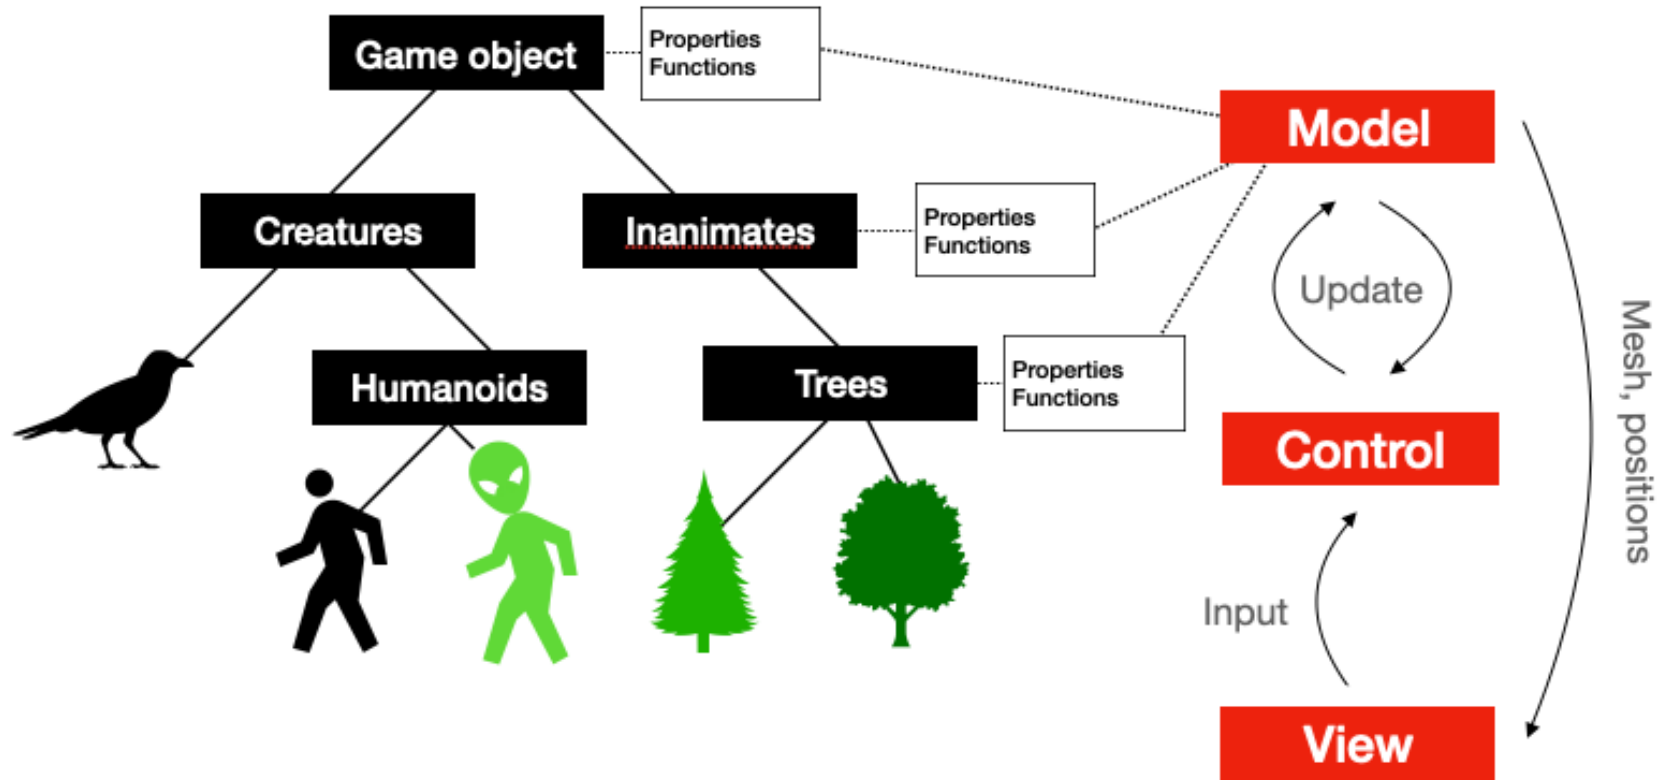 Game object
Properties
Functions
Model
Creatures
Inanimates
Properties
Functions
Update
Humanoids
Trees
Properties
Functions
Mesh, positions
Control
Input
View